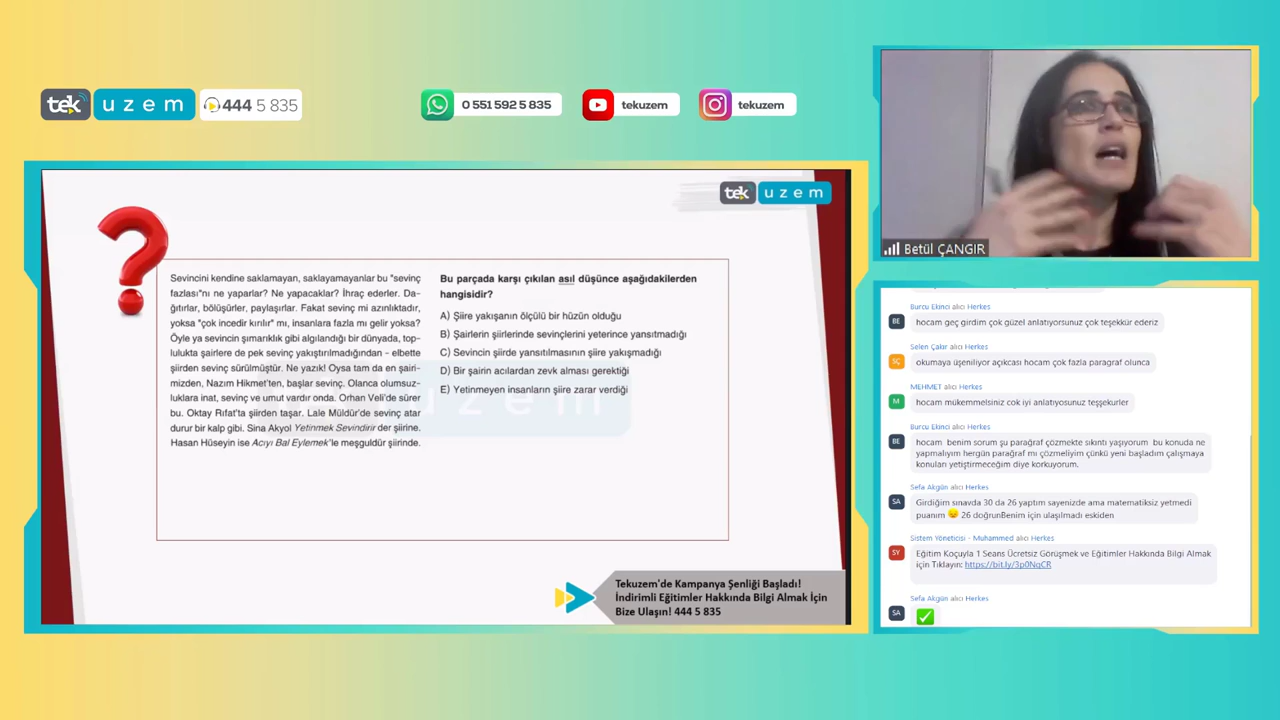 tek uzem 444 5 835
0 551 592 5 835
tekuzem
tekuzem
tek uzem
Sevincini kendine saklamayan, saklayamayanlar bu "sevinç
fazlası"nı ne yaparlar? Ne yapacaklar? İhraç ederler. Da-
ğıtırlar, bölüşürler, paylaşırlar. Fakat sevinç mi azınlıktadır,
yoksa "çok incedir kırılır" mı, insanlara fazla mı gelir yoksa?
Öyle ya sevincin şımarıklık gibi algılandığı bir dünyada, top-
lulukta şairlere de pek sevinç yakıştırılmadığından – elbette
şiirden sevinç sürülmüştür. Ne yazık! Oysa tam da en şairi-
mizden, Nazım Hikmet'ten, başlar sevinç. Olanca olumsuz-
luklara inat, sevinç ve umut vardır onda. Orhan Veli'de sürer
bu. Oktay Rıfat'ta şiirden taşar. Lale Müldür'de sevinç atar
durur bir kalp gibi. Sina Akyol Yetinmek Sevindirir der şiirine.
Hasan Hüseyin ise Acıyı Bal Eylemek'le meşguldür şiirinde.
Bu parçada karşı çıkılan asıl düşünce aşağıdakilerden
hangisidir?
A) Şiire yakışanın ölçülü bir hüzün olduğu
B) Şairlerin şiirlerinde sevinçlerini yeterince yansıtmadığı
C) Sevincin şiirde yansıtılmasının şiire yakışmadığı
D) Bir şairin acılardan zevk alması gerektiği
E) Yetinmeyen insanların şiire zarar verdiği
uzem
Tekuzem'de Kampanya Şenliği Başladı!
İndirimli Eğitimler Hakkında Bilgi Almak İçin
Bize Ulaşın! 444 5 835
Betül ÇANGIR
Burcu Ekinci alıcı Herkes
BE
hocam geç girdim çok güzel anlatıyorsunuz çok teşekkür ederiz
Selen Çakır alıcı Herkes
SÇ
okumaya üşeniliyor açıkcası hocam çok fazla paragraf olunca
MEHMET alıcı Herkes
M
hocam mükemmelsiniz cok iyi anlatıyosunuz teşşekurler
Burcu Ekinci alıcı Herkes
BE
hocam benim sorum şu parağraf çözmekte sıkıntı yaşıyorum bu konuda ne
yapmalıyım hergün parağraf mı çözmeliyim çünkü yeni başladım çalışmaya
konuları yetiştirmeceğim diye korkuyorum,
Sefa Akgün alıcı Herkes
SA
Girdiğim sınavda 30 da 26 yaptım sayenizde ama matematiksiz yetmedi
puanım 26 doğrunBenim için ulaşılmadı eskiden
Sistem Yöneticisi - Muhammed alıcı Herkes
SY
Eğitim Koçuyla 1 Seans Ücretsiz Görüşmek ve Eğitimler Hakkında Bilgi Almak
için Tıklayın: https://bit.ly/3p0NqCR
Sefa Akgün alıcı Herkes
SA